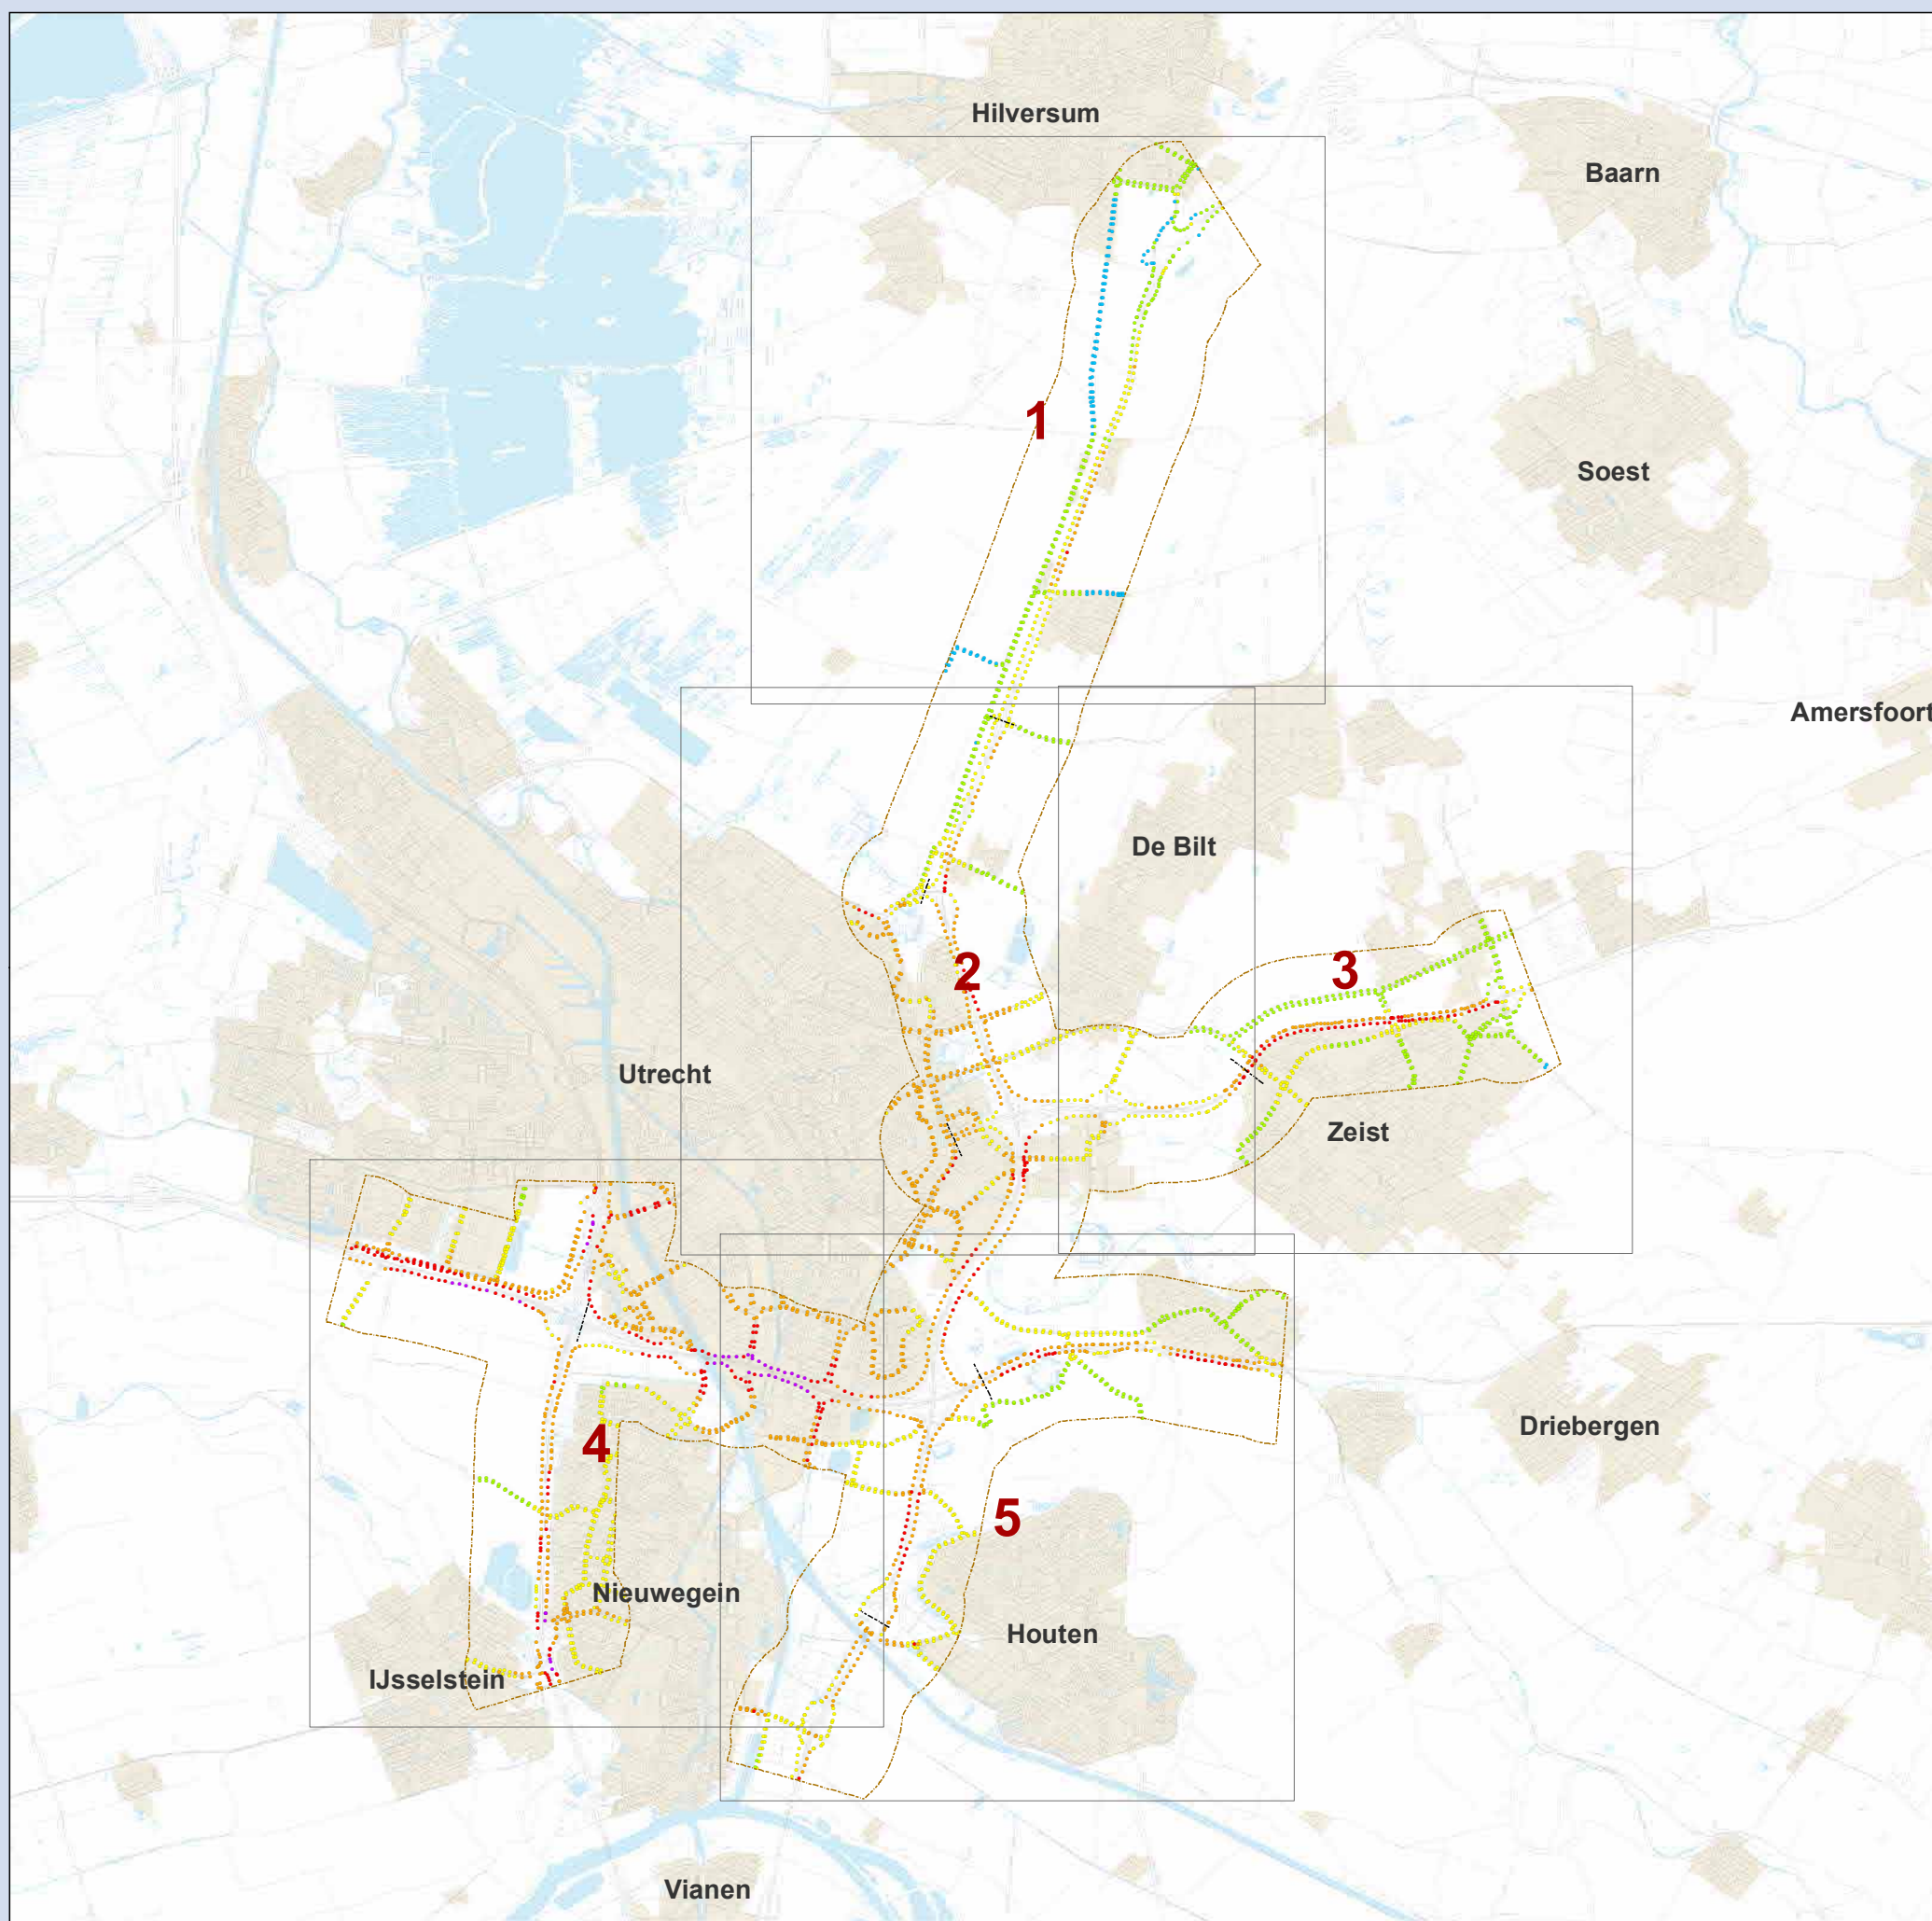 Hilversum
Baarn
1
Soest
Amersfoort
De Bilt
2
3
Utrecht
Zeist
Driebergen
4
5
Nieuwegein
Houten
IJsselstein
Vianen